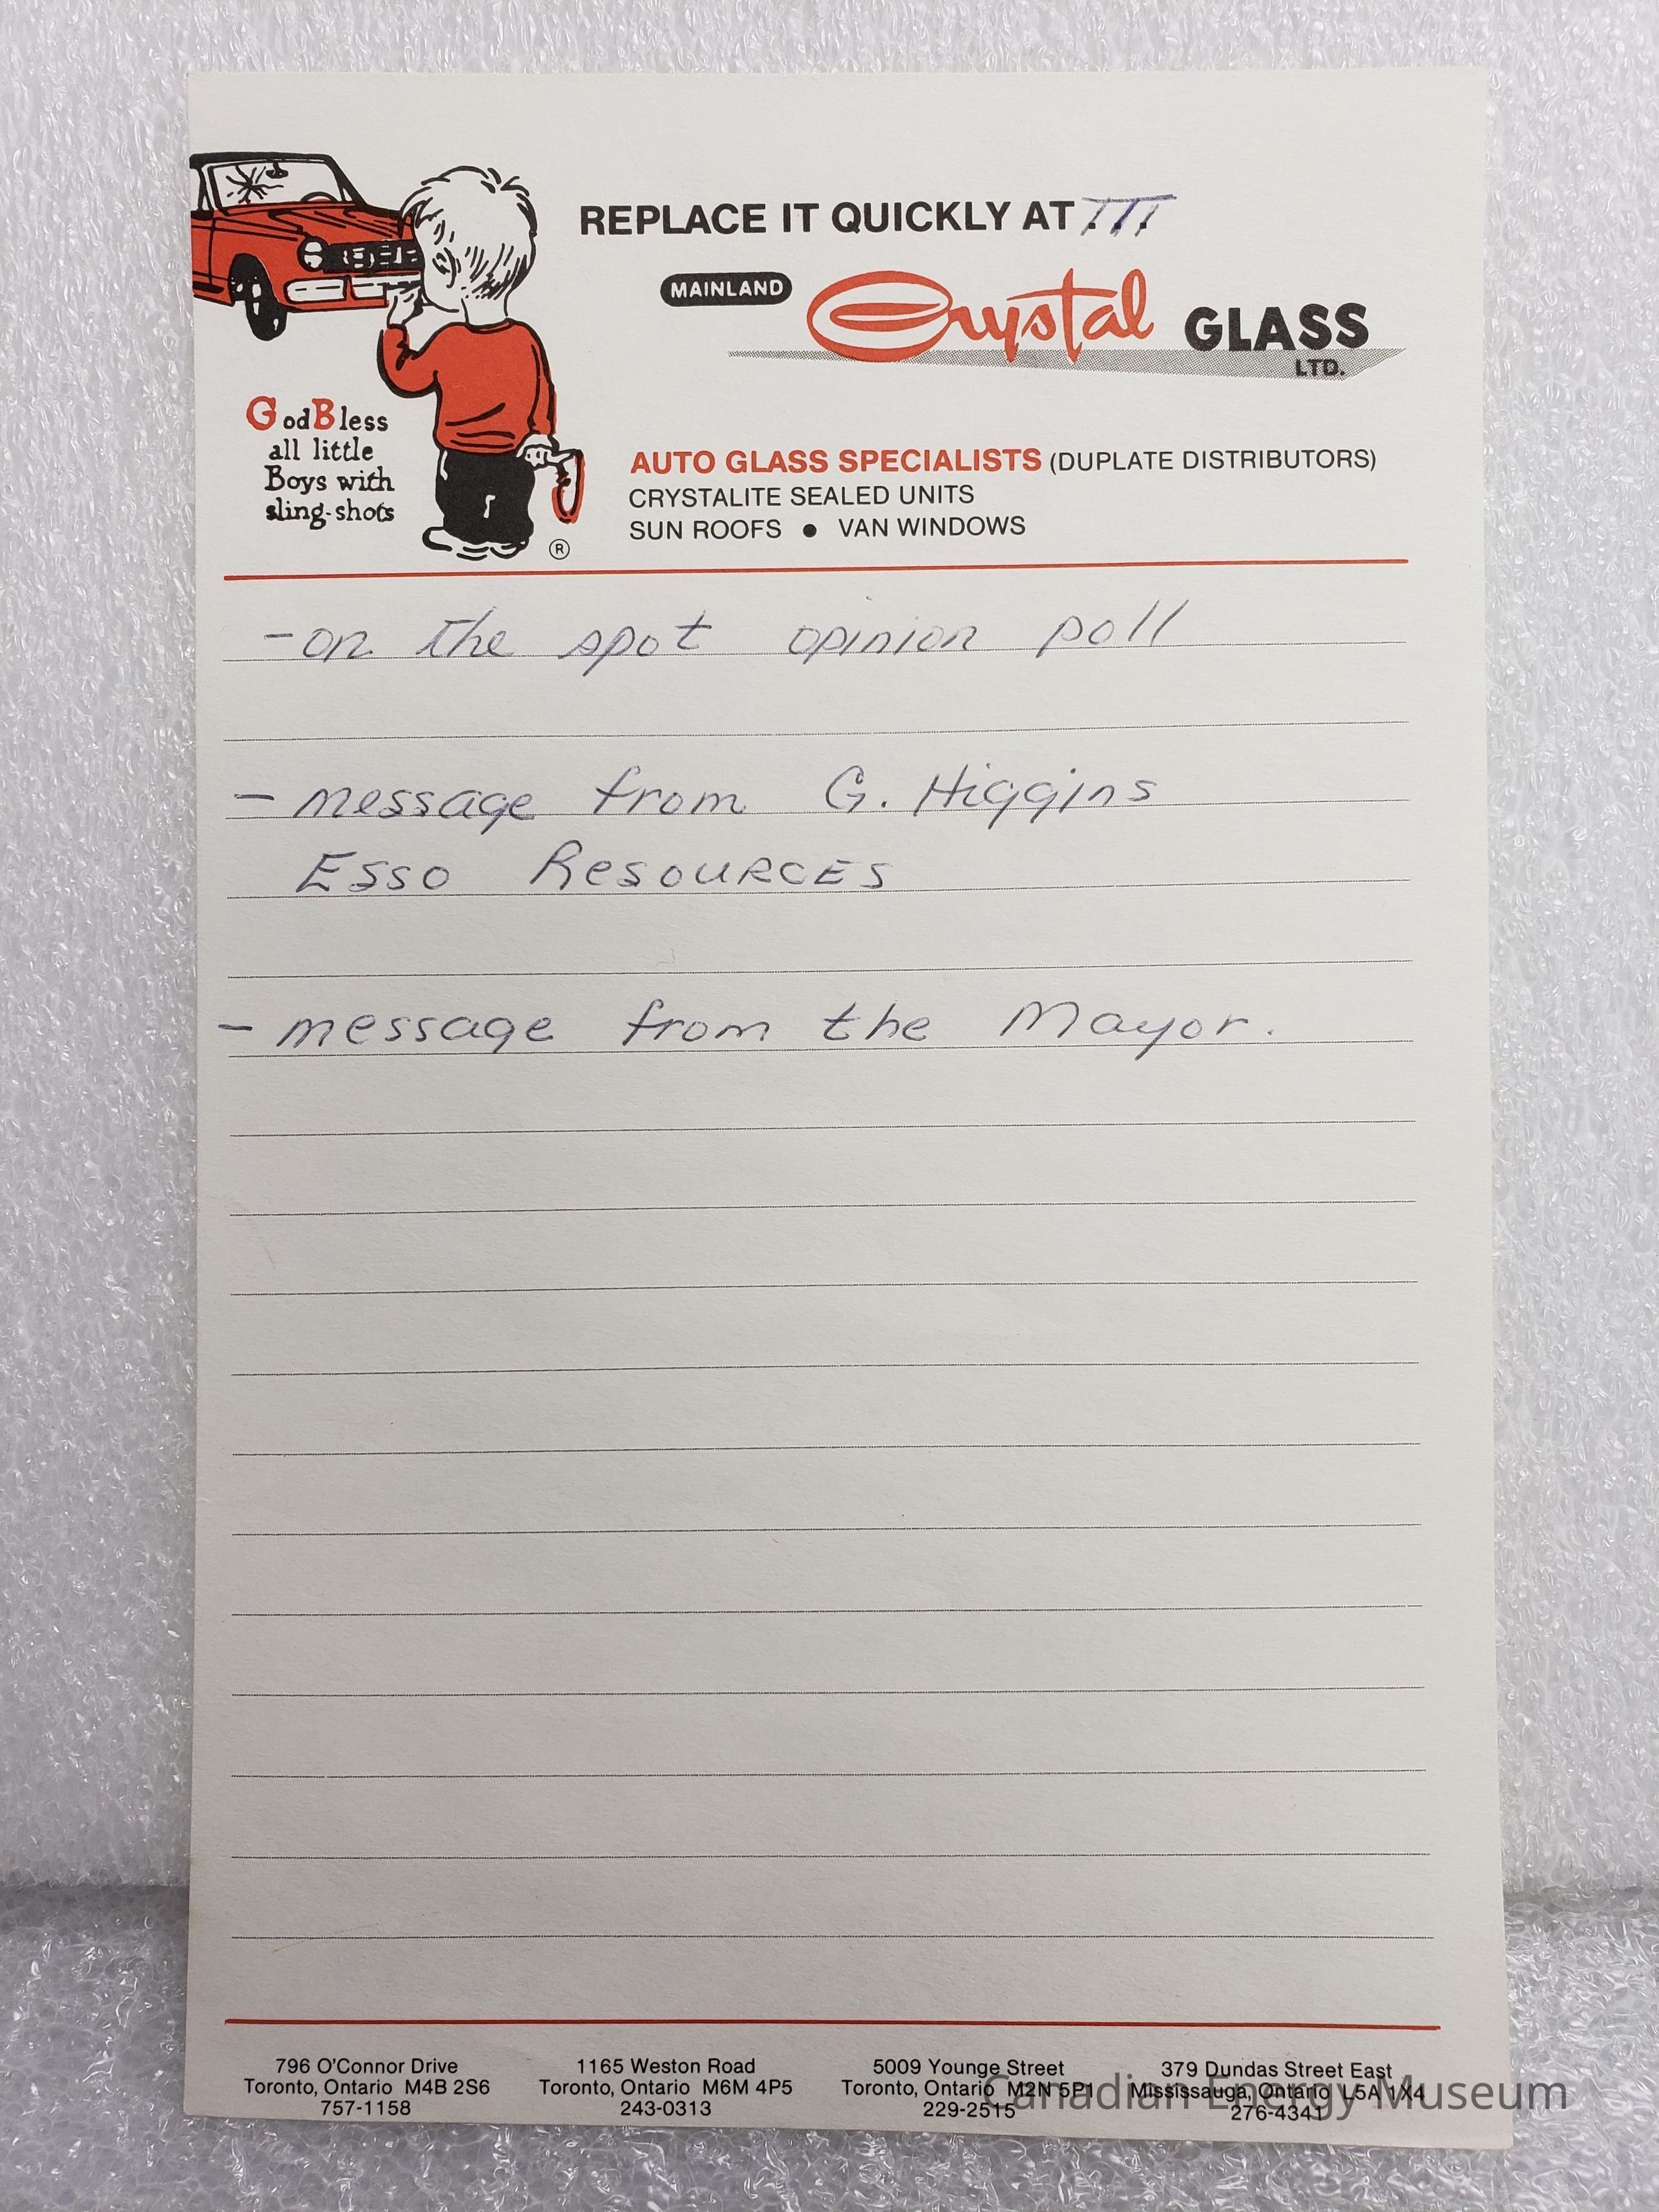 REPLACE IT QUICKLY AT
MAINLAND Crystal GLASS
LTD.
GodBless
all little
Boys with
sling-shots
®
AUTO GLASS SPECIALISTS (DUPLATE DISTRIBUTORS)
CRYSTALITE SEALED UNITS
SUN ROOFS ● VAN WINDOWS
- on the spot opinion poll
- message from G. Higgins
Esso Resources
- message from the Mayor.
796 O'Connor Drive
Toronto, Ontario M4B 2S6
757-1158
1165 Weston Road
Toronto, Ontario M6M 4P5
243-0313
5009 Younge Street
Toronto, Ontario M2N 5P1
229-2515
379 Dundas Street East
Mississauga, Ontario L5A 1X4
276-4341
Canadian Energy Museum